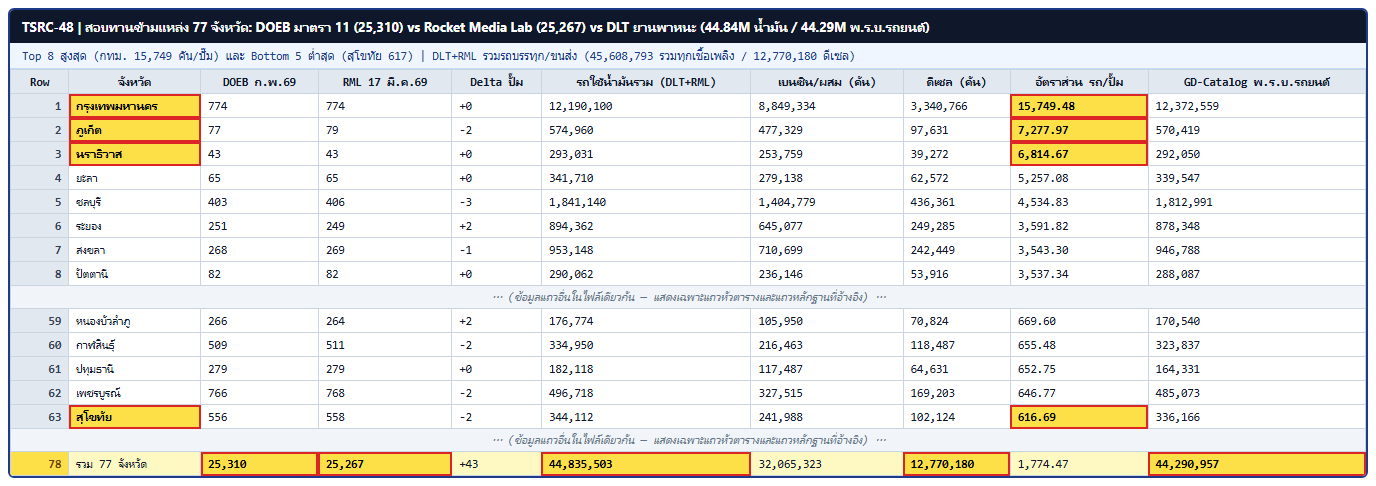 TSRC-48 | สอบทานข้ามแหล่ง 77 จังหวัด: DOEB มาตรา 11 (25,310) vs Rocket Media Lab (25,267) vs DLT ยานพาหนะ (44.84M น้ำมัน / 44.29M พ.ร.บ.รถยนต์)
Top 8 สูงสุด (กทม. 15,749 คัน/ปั๊ม) และ Bottom 5 ต่ำสุด (สุโขทัย 617) | DLT+RML รวมรถบรรทุก/ขนส่ง (45,608,793 รวมทุกเชื้อเพลิง / 12,770,180 ดีเซล)
Row จังหวัด DOEB ก.พ.69 RML 17 มี.ค.69 Delta ปั๊ม รถใช้น้ำมันรวม (DLT+RML) เบนซิน/ผสม (คัน) ดีเซล (คัน) อัตราส่วน รถ/ปั๊ม GD-Catalog พ.ร.บ.รถยนต์
1 กรุงเทพมหานคร 774 774 +0 12,190,100 8,849,334 3,340,766 15,749.48 12,372,559
2 ภูเก็ต 77 79 -2 574,960 477,329 97,631 7,277.97 570,419
3 นราธิวาส 43 43 +0 293,031 253,759 39,272 6,814.67 292,050
4 ยะลา 65 65 +0 341,710 279,138 62,572 5,257.08 339,547
5 ชลบุรี 403 406 -3 1,841,140 1,404,779 436,361 4,534.83 1,812,991
6 ระยอง 251 249 +2 894,362 645,077 249,285 3,591.82 878,348
7 สงขลา 268 269 -1 953,148 710,699 242,449 3,543.30 946,788
8 ปัตตานี 82 82 +0 290,062 236,146 53,916 3,537.34 288,087
··· (ข้อมูลแถวอื่นในไฟล์เดียวกัน — แสดงเฉพาะแถวหัวตารางและแถวหลักฐานที่อ้างอิง) ···
59 หนองบัวลำภู 266 264 +2 176,774 105,950 70,824 669.60 170,540
60 กาฬสินธุ์ 509 511 -2 334,950 216,463 118,487 655.48 323,837
61 ปทุมธานี 279 279 +0 182,118 117,487 64,631 652.75 164,331
62 เพชรบูรณ์ 766 768 -2 496,718 327,515 169,203 646.77 485,073
63 สุโขทัย 556 558 -2 344,112 241,988 102,124 616.69 336,166
··· (ข้อมูลแถวอื่นในไฟล์เดียวกัน — แสดงเฉพาะแถวหัวตารางและแถวหลักฐานที่อ้างอิง) ···
78 รวม 77 จังหวัด 25,310 25,267 +43 44,835,503 32,065,323 12,770,180 1,774.47 44,290,957